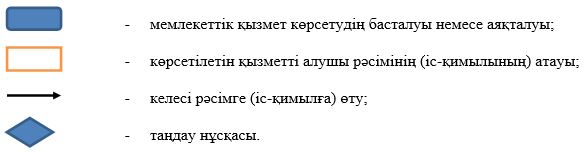 - мемлекеттік қызмет көрсетудің басталуы немесе аяқталуы;
- көрсетілетін қызметті алушы рәсімінің (іс-қимылының) атауы;
- келесі рәсімге (іс-қимылға) өту;
- таңдау нұсқасы.